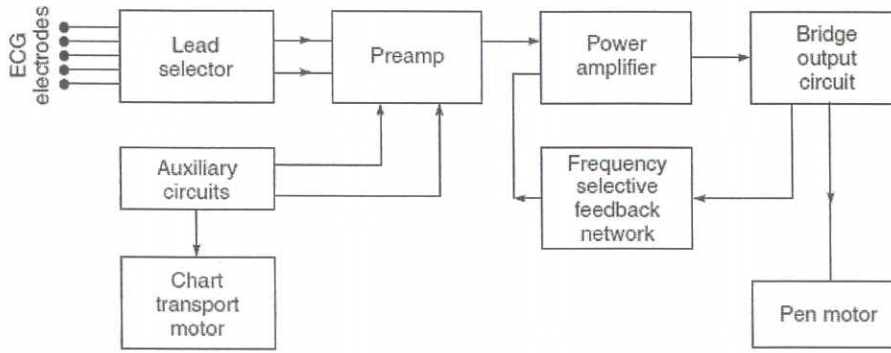 ECG
electrodes
Lead
selector
Preamp
Power
amplifier
Bridge
output
circuit
Auxiliary
circuits
Frequency
selective
feedback
network
Chart
transport
motor
Pen motor